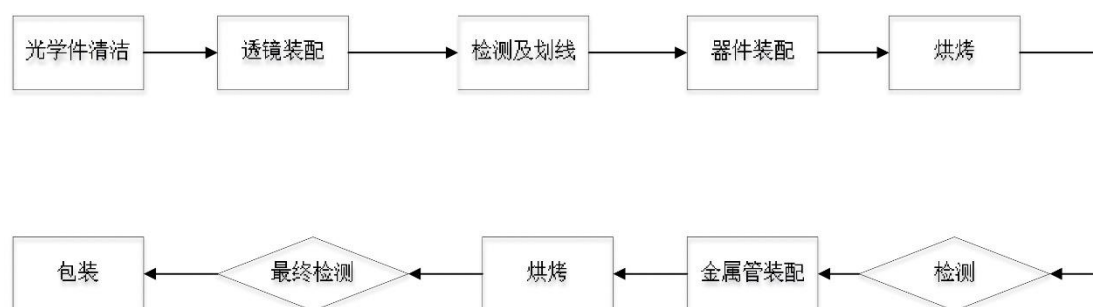 光学件清洁
透镜装配
检测及划线
器件装配
烘烤
检测
金属管装配
烘烤
最终检测
包装